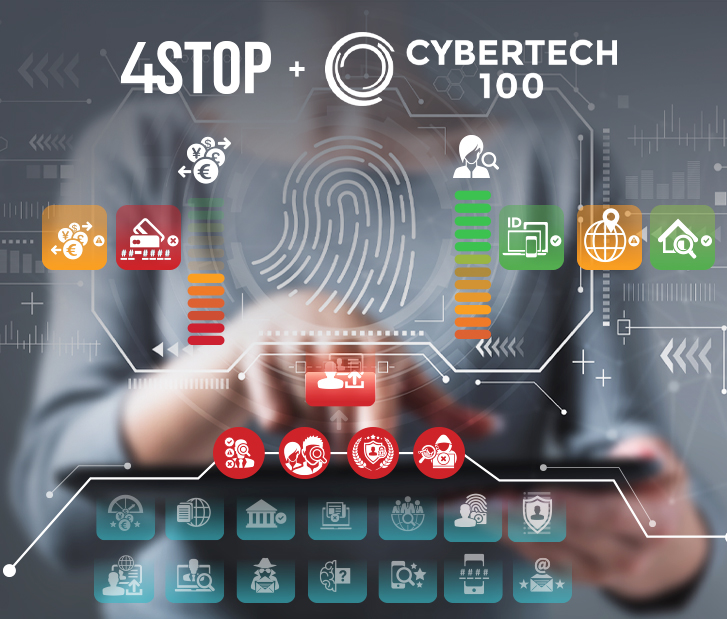 4STOP + CYBERTECH
100
¥ $ £ €
¥ $ £ €
##-####
ID
?
####
@